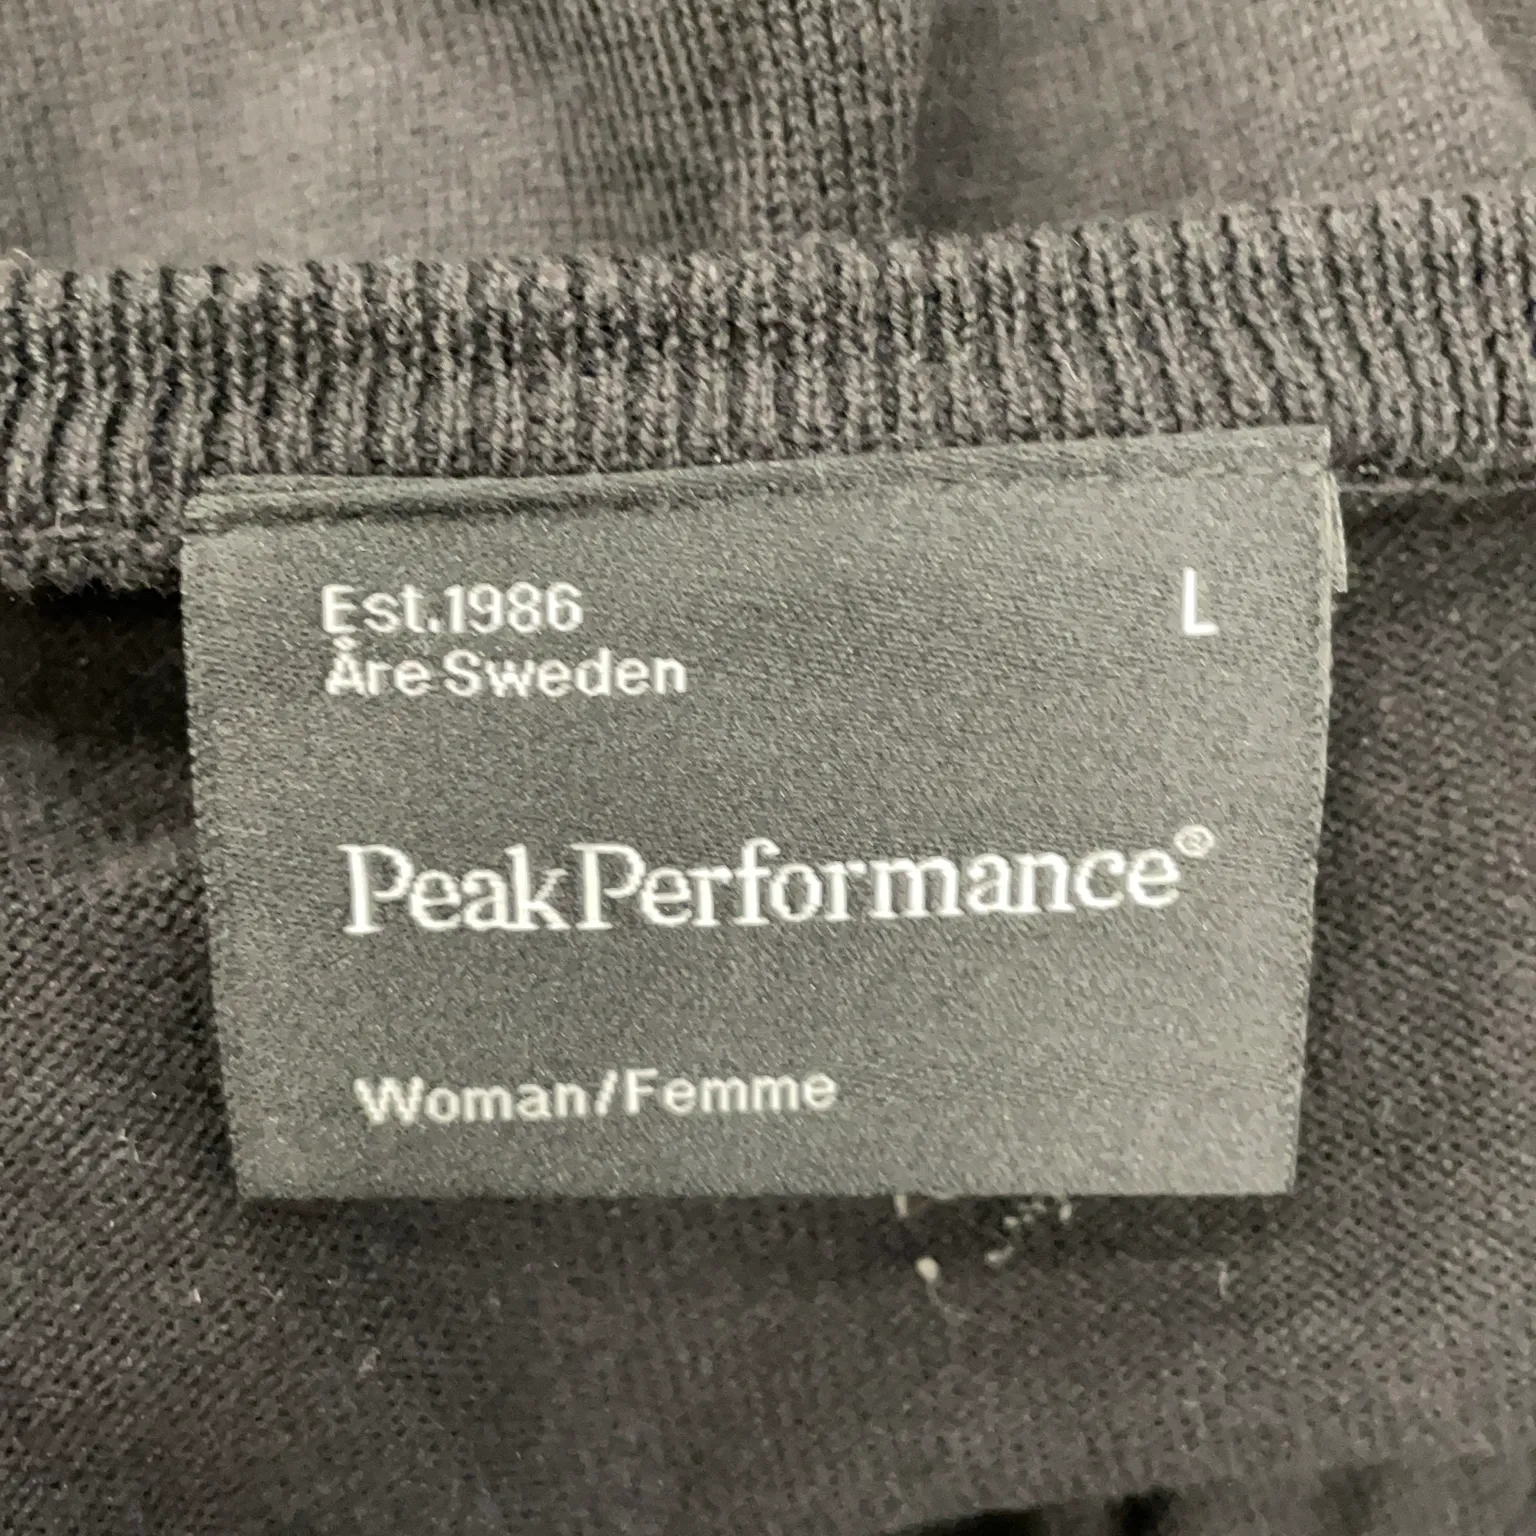 Est.1986
L
Åre Sweden
PeakPerformance®
Woman/Femme